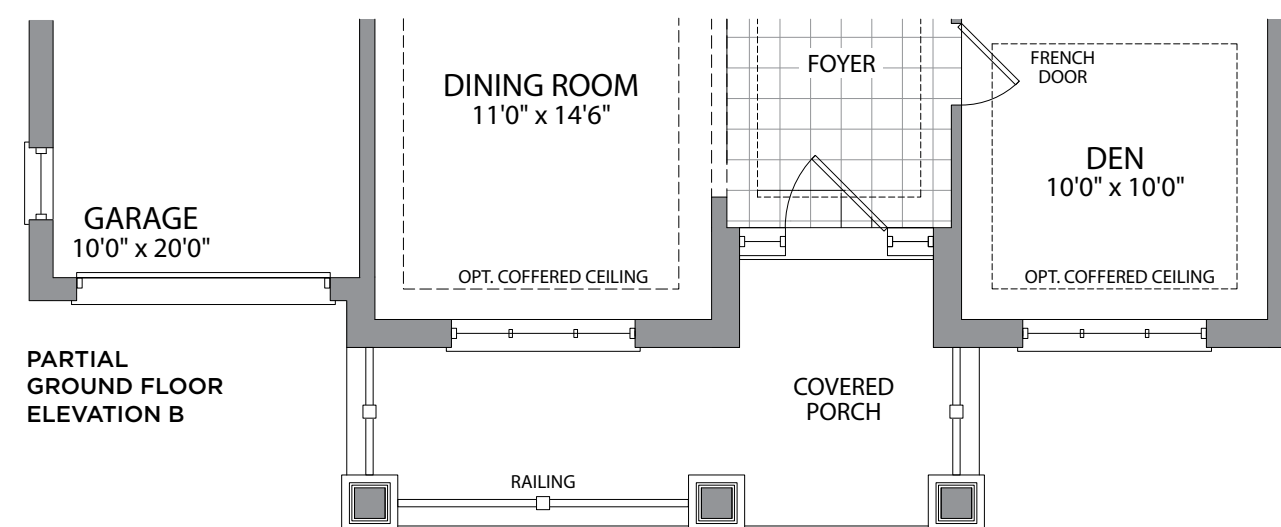 DINING ROOM
11'0" x 14'6"
FOYER
FRENCH
DOOR
DEN
10'0" x 10'0"
GARAGE
10'0" x 20'0"
OPT. COFFERED CEILING
OPT. COFFERED CEILING
PARTIAL
GROUND FLOOR
ELEVATION B
COVERED
PORCH
RAILING